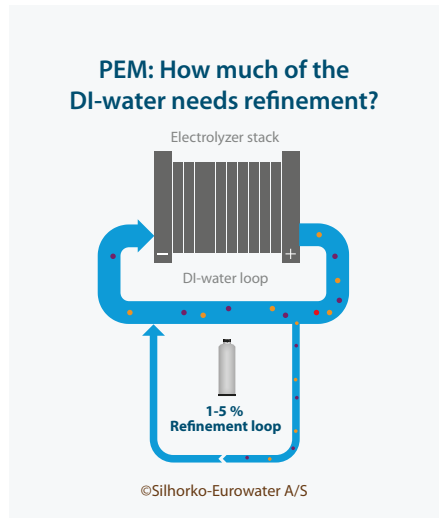 PEM: How much of the
DI-water needs refinement?
Electrolyzer stack
– +
DI-water loop
1-5 %
Refinement loop
©Silhorko-Eurowater A/S